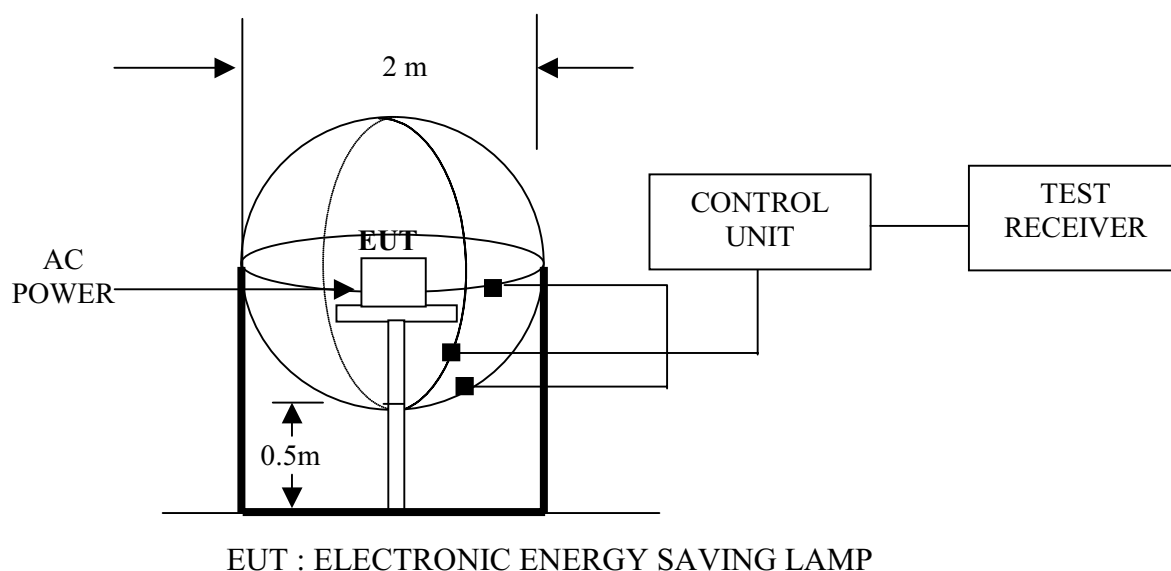 2 m
CONTROL
UNIT
TEST
RECEIVER
EUT
AC
POWER
0.5m
EUT : ELECTRONIC ENERGY SAVING LAMP